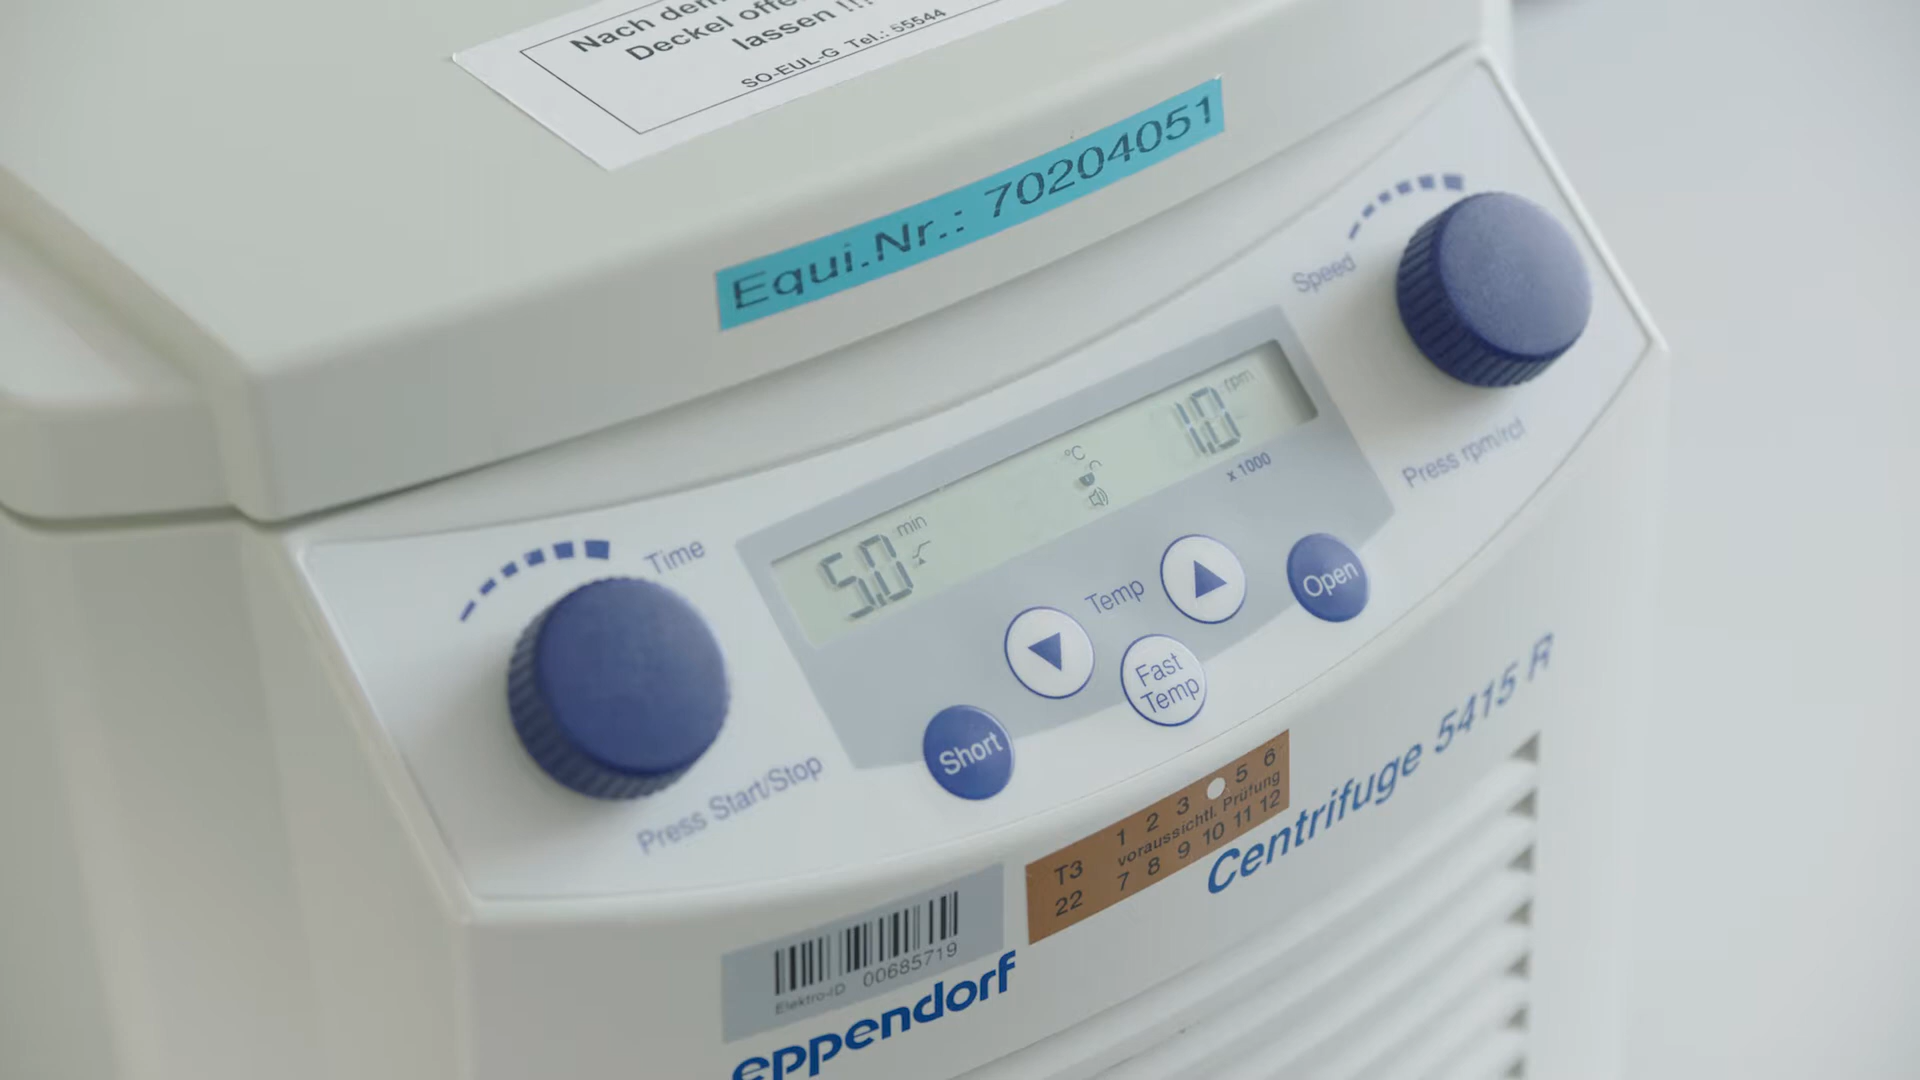 Nach dem
Deckel
lassen !!!
SO-EUL-G Tel.: 55544
Equi.Nr.: 70204051
Speed
Press rpm/rcf
rpm
1.0
x 1000
°C
min
5.0
Time
Press Start/Stop
Temp
Fast
Temp
Open
Short
T3 1 2 3 5 6
voraussichtl. Prüfung
22 7 8 9 10 11 12
Centrifuge 5415 R
Elektro-ID 00685719
eppendorf